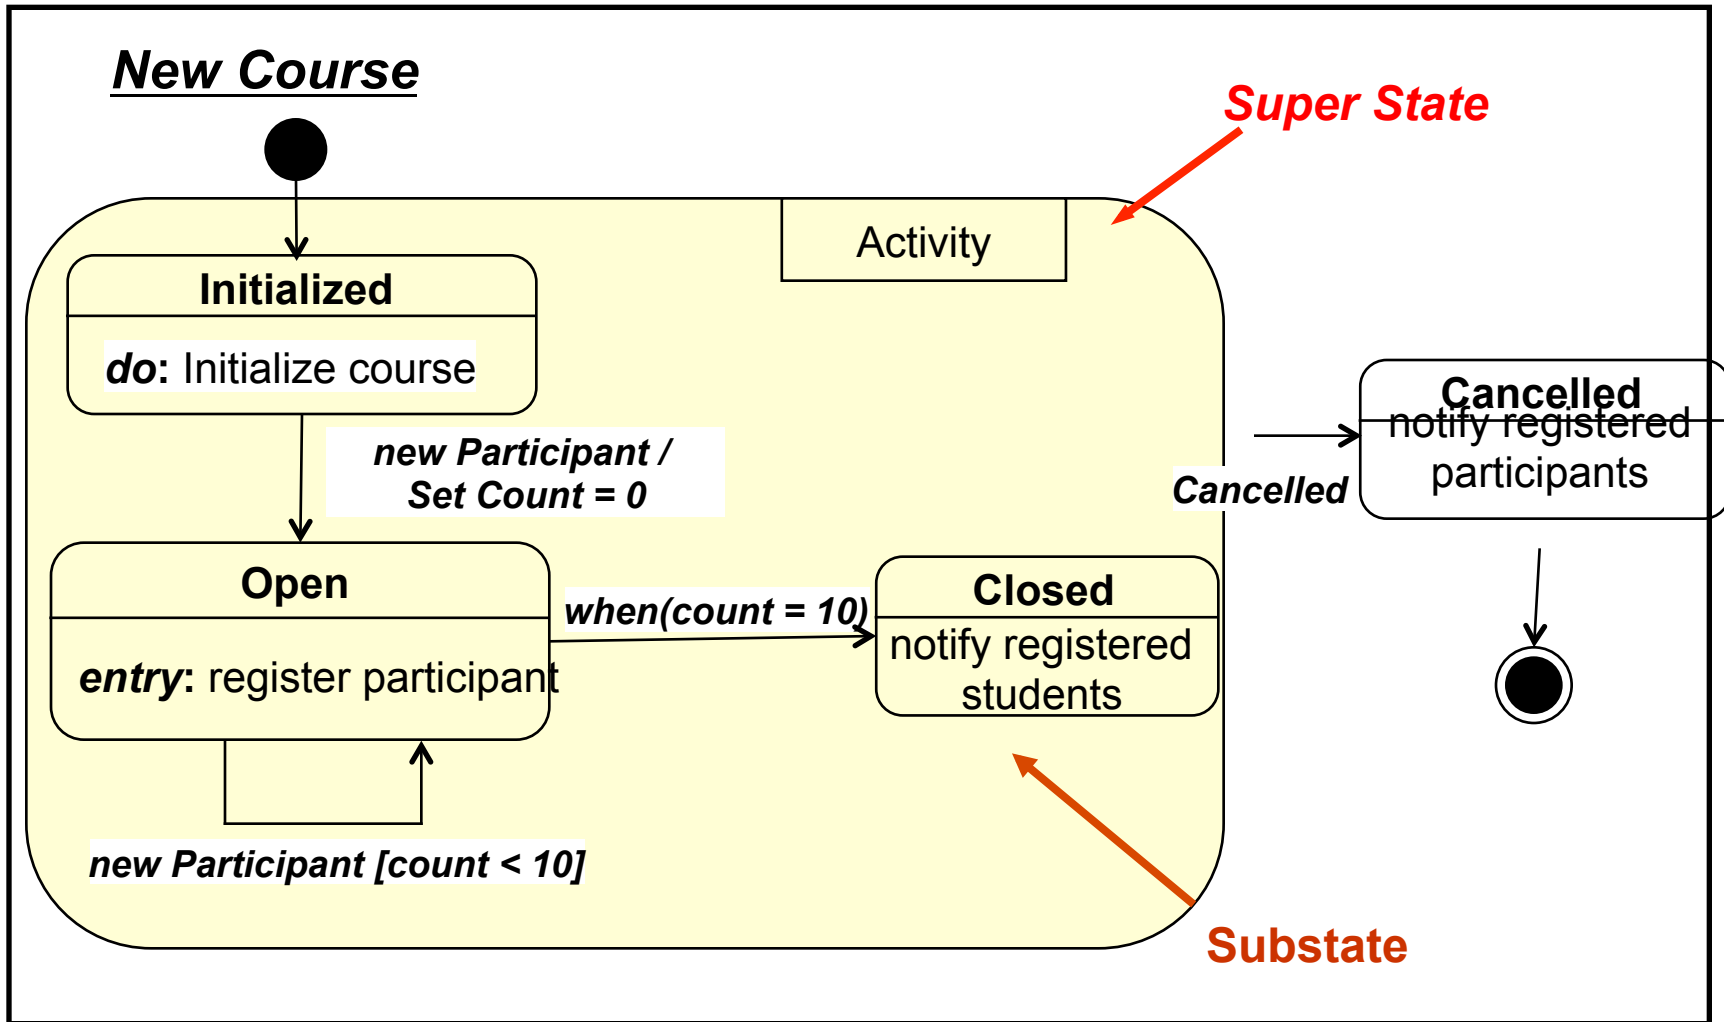 New Course
Super State
Activity
Initialized
do: Initialize course
Cancelled
notify registered
participants
new Participant /
Set Count = 0
Cancelled
Open
entry: register participant
when(count = 10)
Closed
notify registered
students
new Participant [count < 10]
Substate